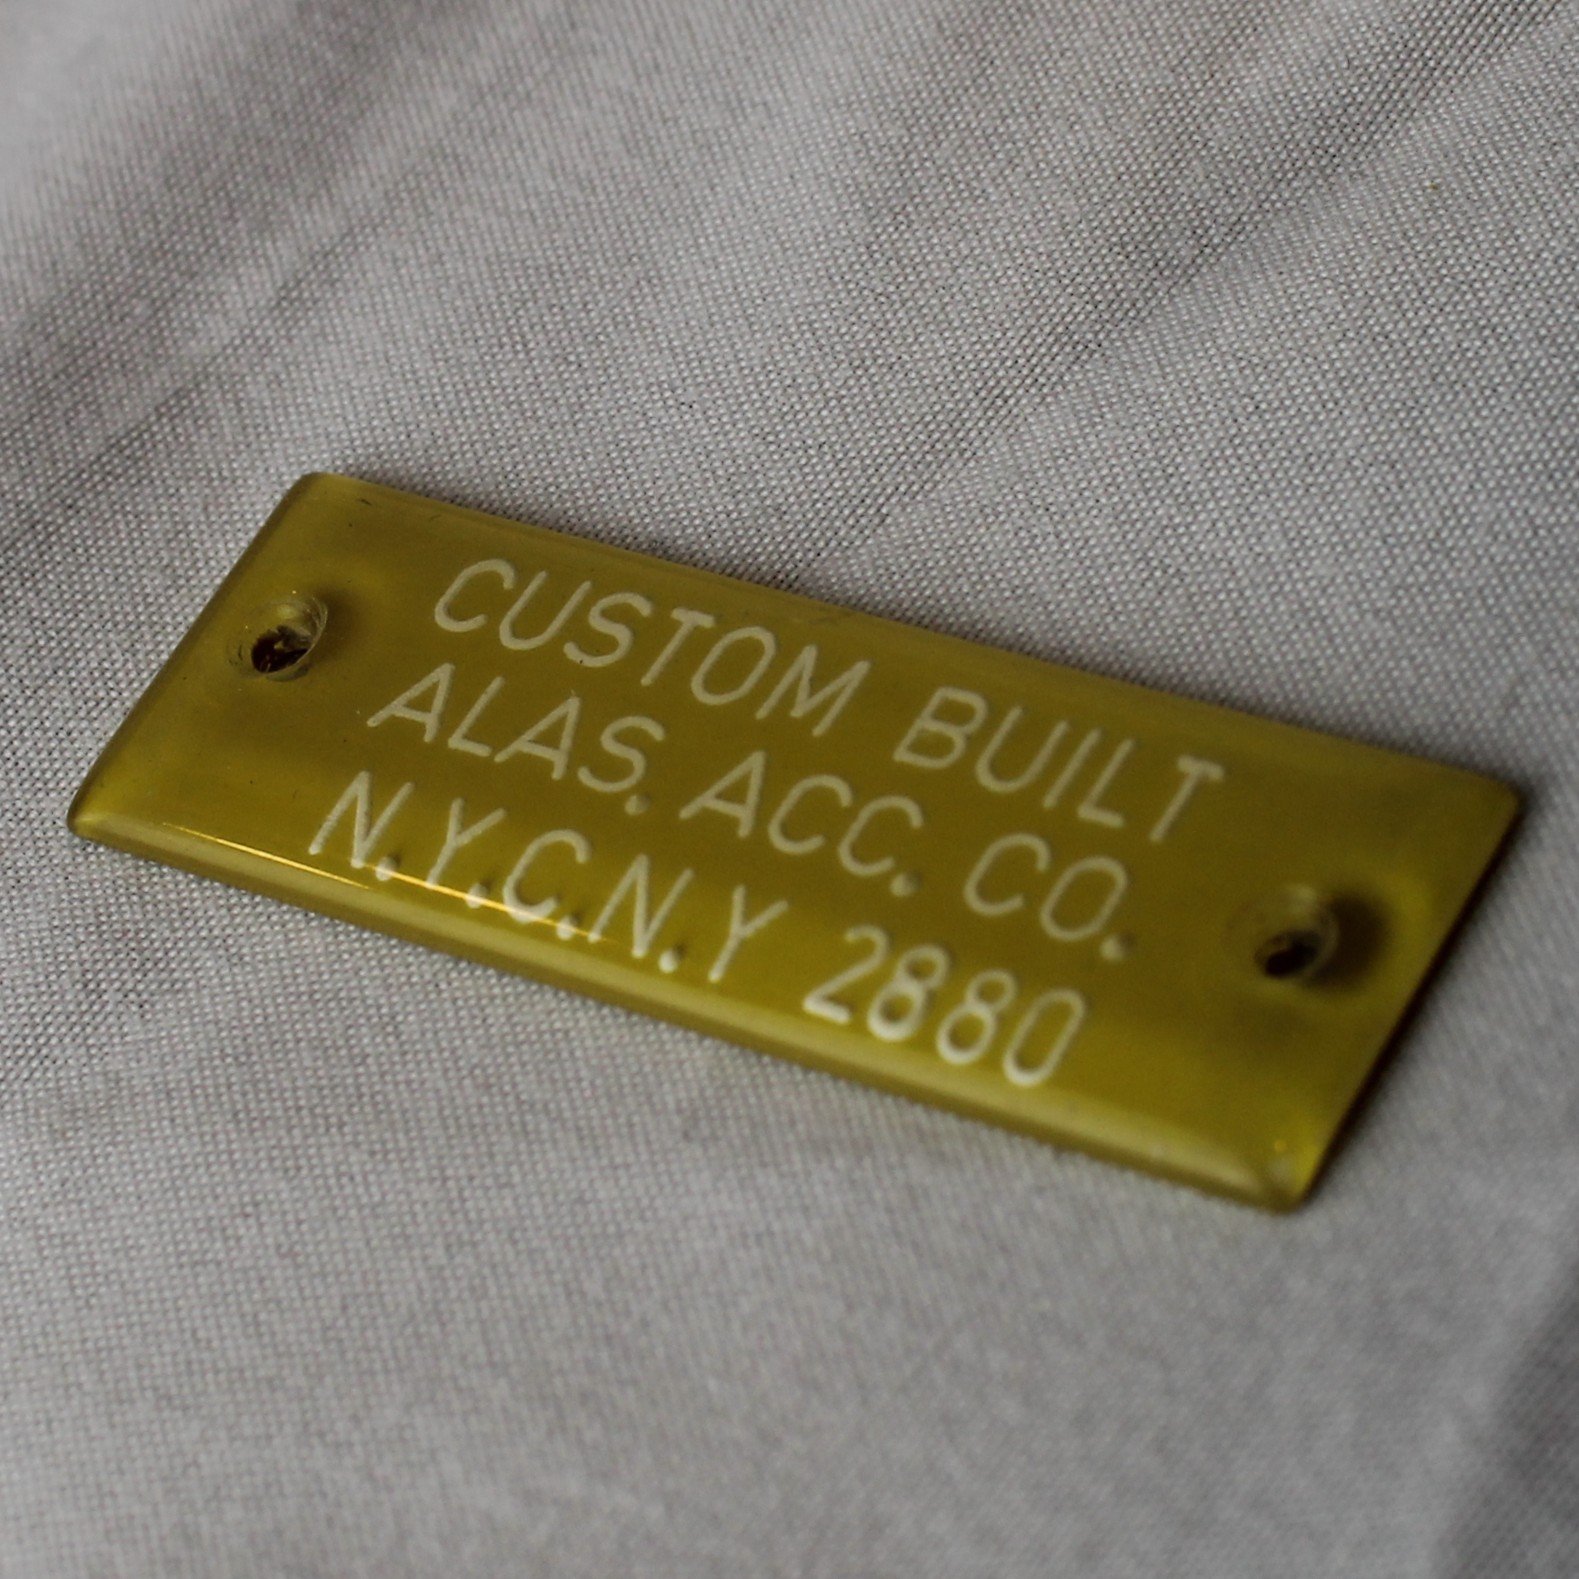 CUSTOM BUILT
ALAS. ACC. CO.
N.Y.C.N.Y 2880